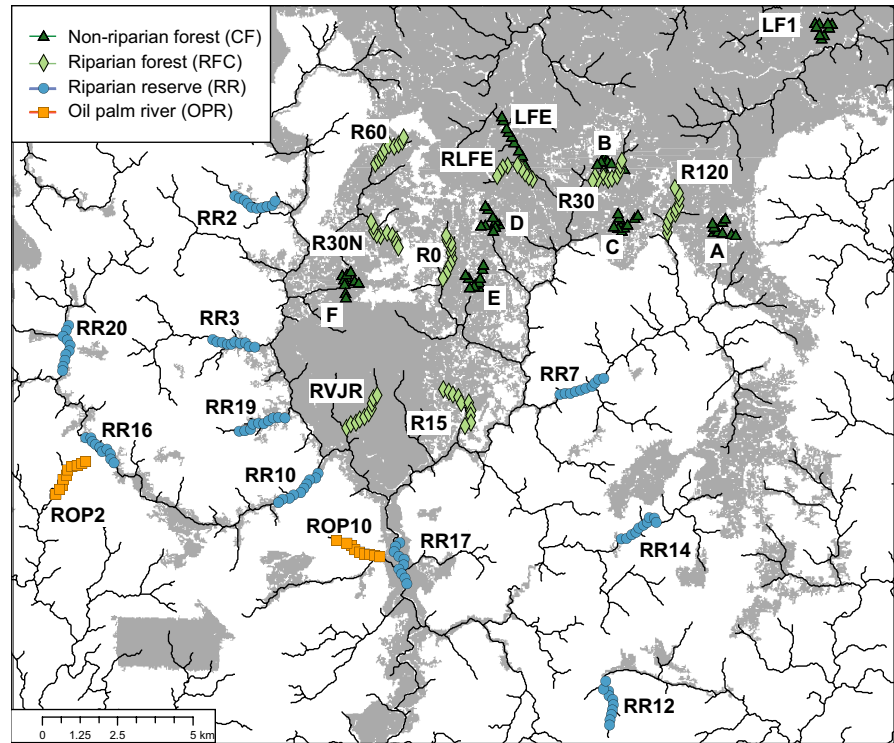 Non-riparian forest (CF)
Riparian forest (RFC)
Riparian reserve (RR)
Oil palm river (OPR)
LF1
LFE
R60
B
RLFE
R120
R30
RR2
D
R30N
R0
C
A
E
F
RR20
RR3
RR7
RVJR
RR19
R15
RR16
RR10
ROP2
ROP10
RR17
RR14
RR12
0 1.25 2.5 5 km